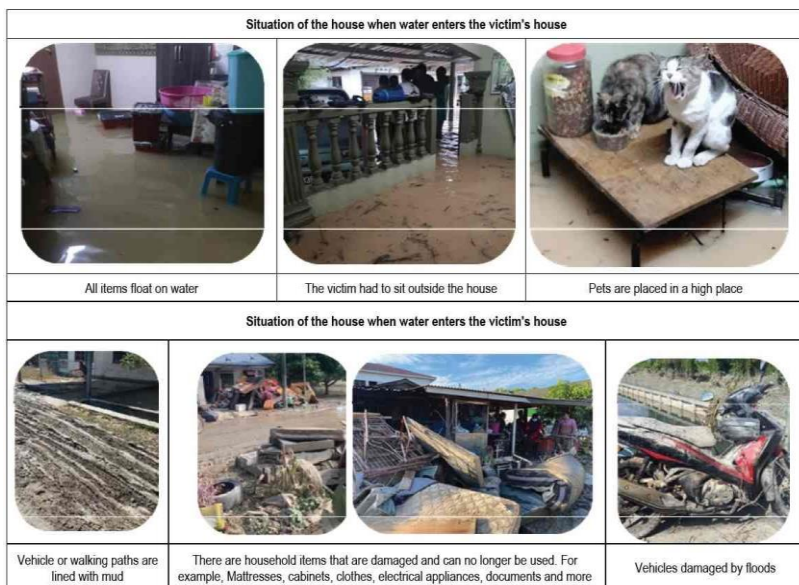 Situation of the house when water enters the victim's house
All items float on water
The victim had to sit outside the house
Pets are placed in a high place
Situation of the house when water enters the victim's house
Vehicle or walking paths are
lined with mud
There are household items that are damaged and can no longer be used. For
example, Mattresses, cabinets, clothes, electrical appliances, documents and more
Vehicles damaged by floods